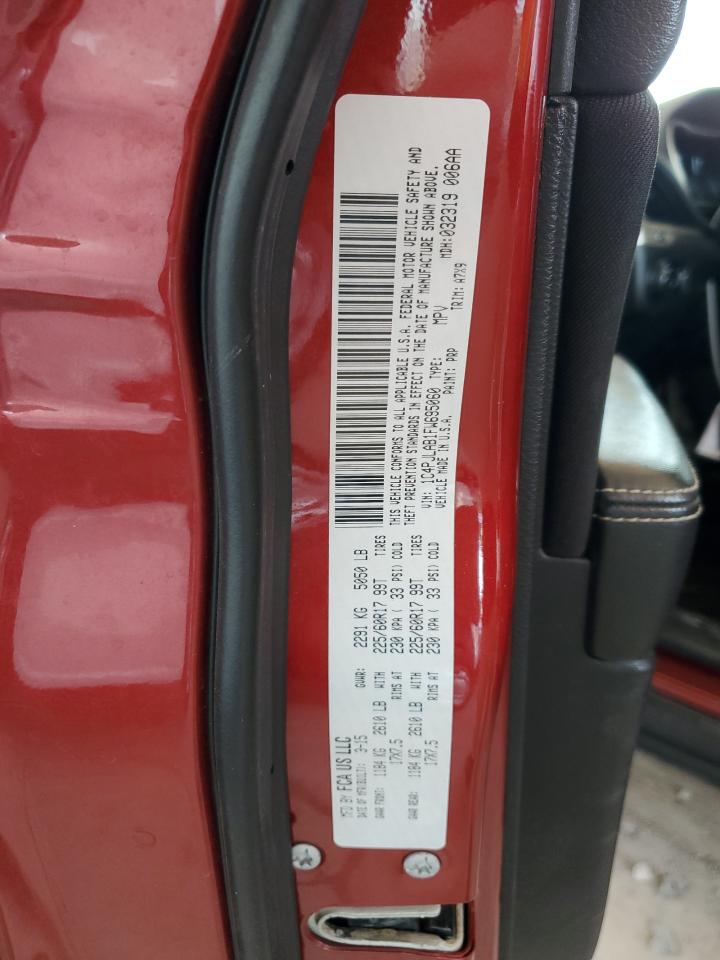 MFD BY FCA US LLC
DATE OF MFR(BUILT): 3-15 GVWR: 2291 KG 5050 LB
GAWR FRONT: 1184 KG 2610 LB WITH 225/60R17 99T TIRES
17X7.5 RIMS AT 230 KPA ( 33 PSI) COLD
GAWR REAR: 1184 KG 2610 LB WITH 225/60R17 99T TIRES
17X7.5 RIMS AT 230 KPA ( 33 PSI) COLD
THIS VEHICLE CONFORMS TO ALL APPLICABLE U.S.A. FEDERAL MOTOR VEHICLE SAFETY AND
THEFT PREVENTION STANDARDS IN EFFECT ON THE DATE OF MANUFACTURE SHOWN ABOVE.
VIN: 1C4PJLAB1FW695060 TYPE: MPV MDH:032319 006AA
VEHICLE MADE IN U.S.A. PAINT: PRP TRIM: A7X9